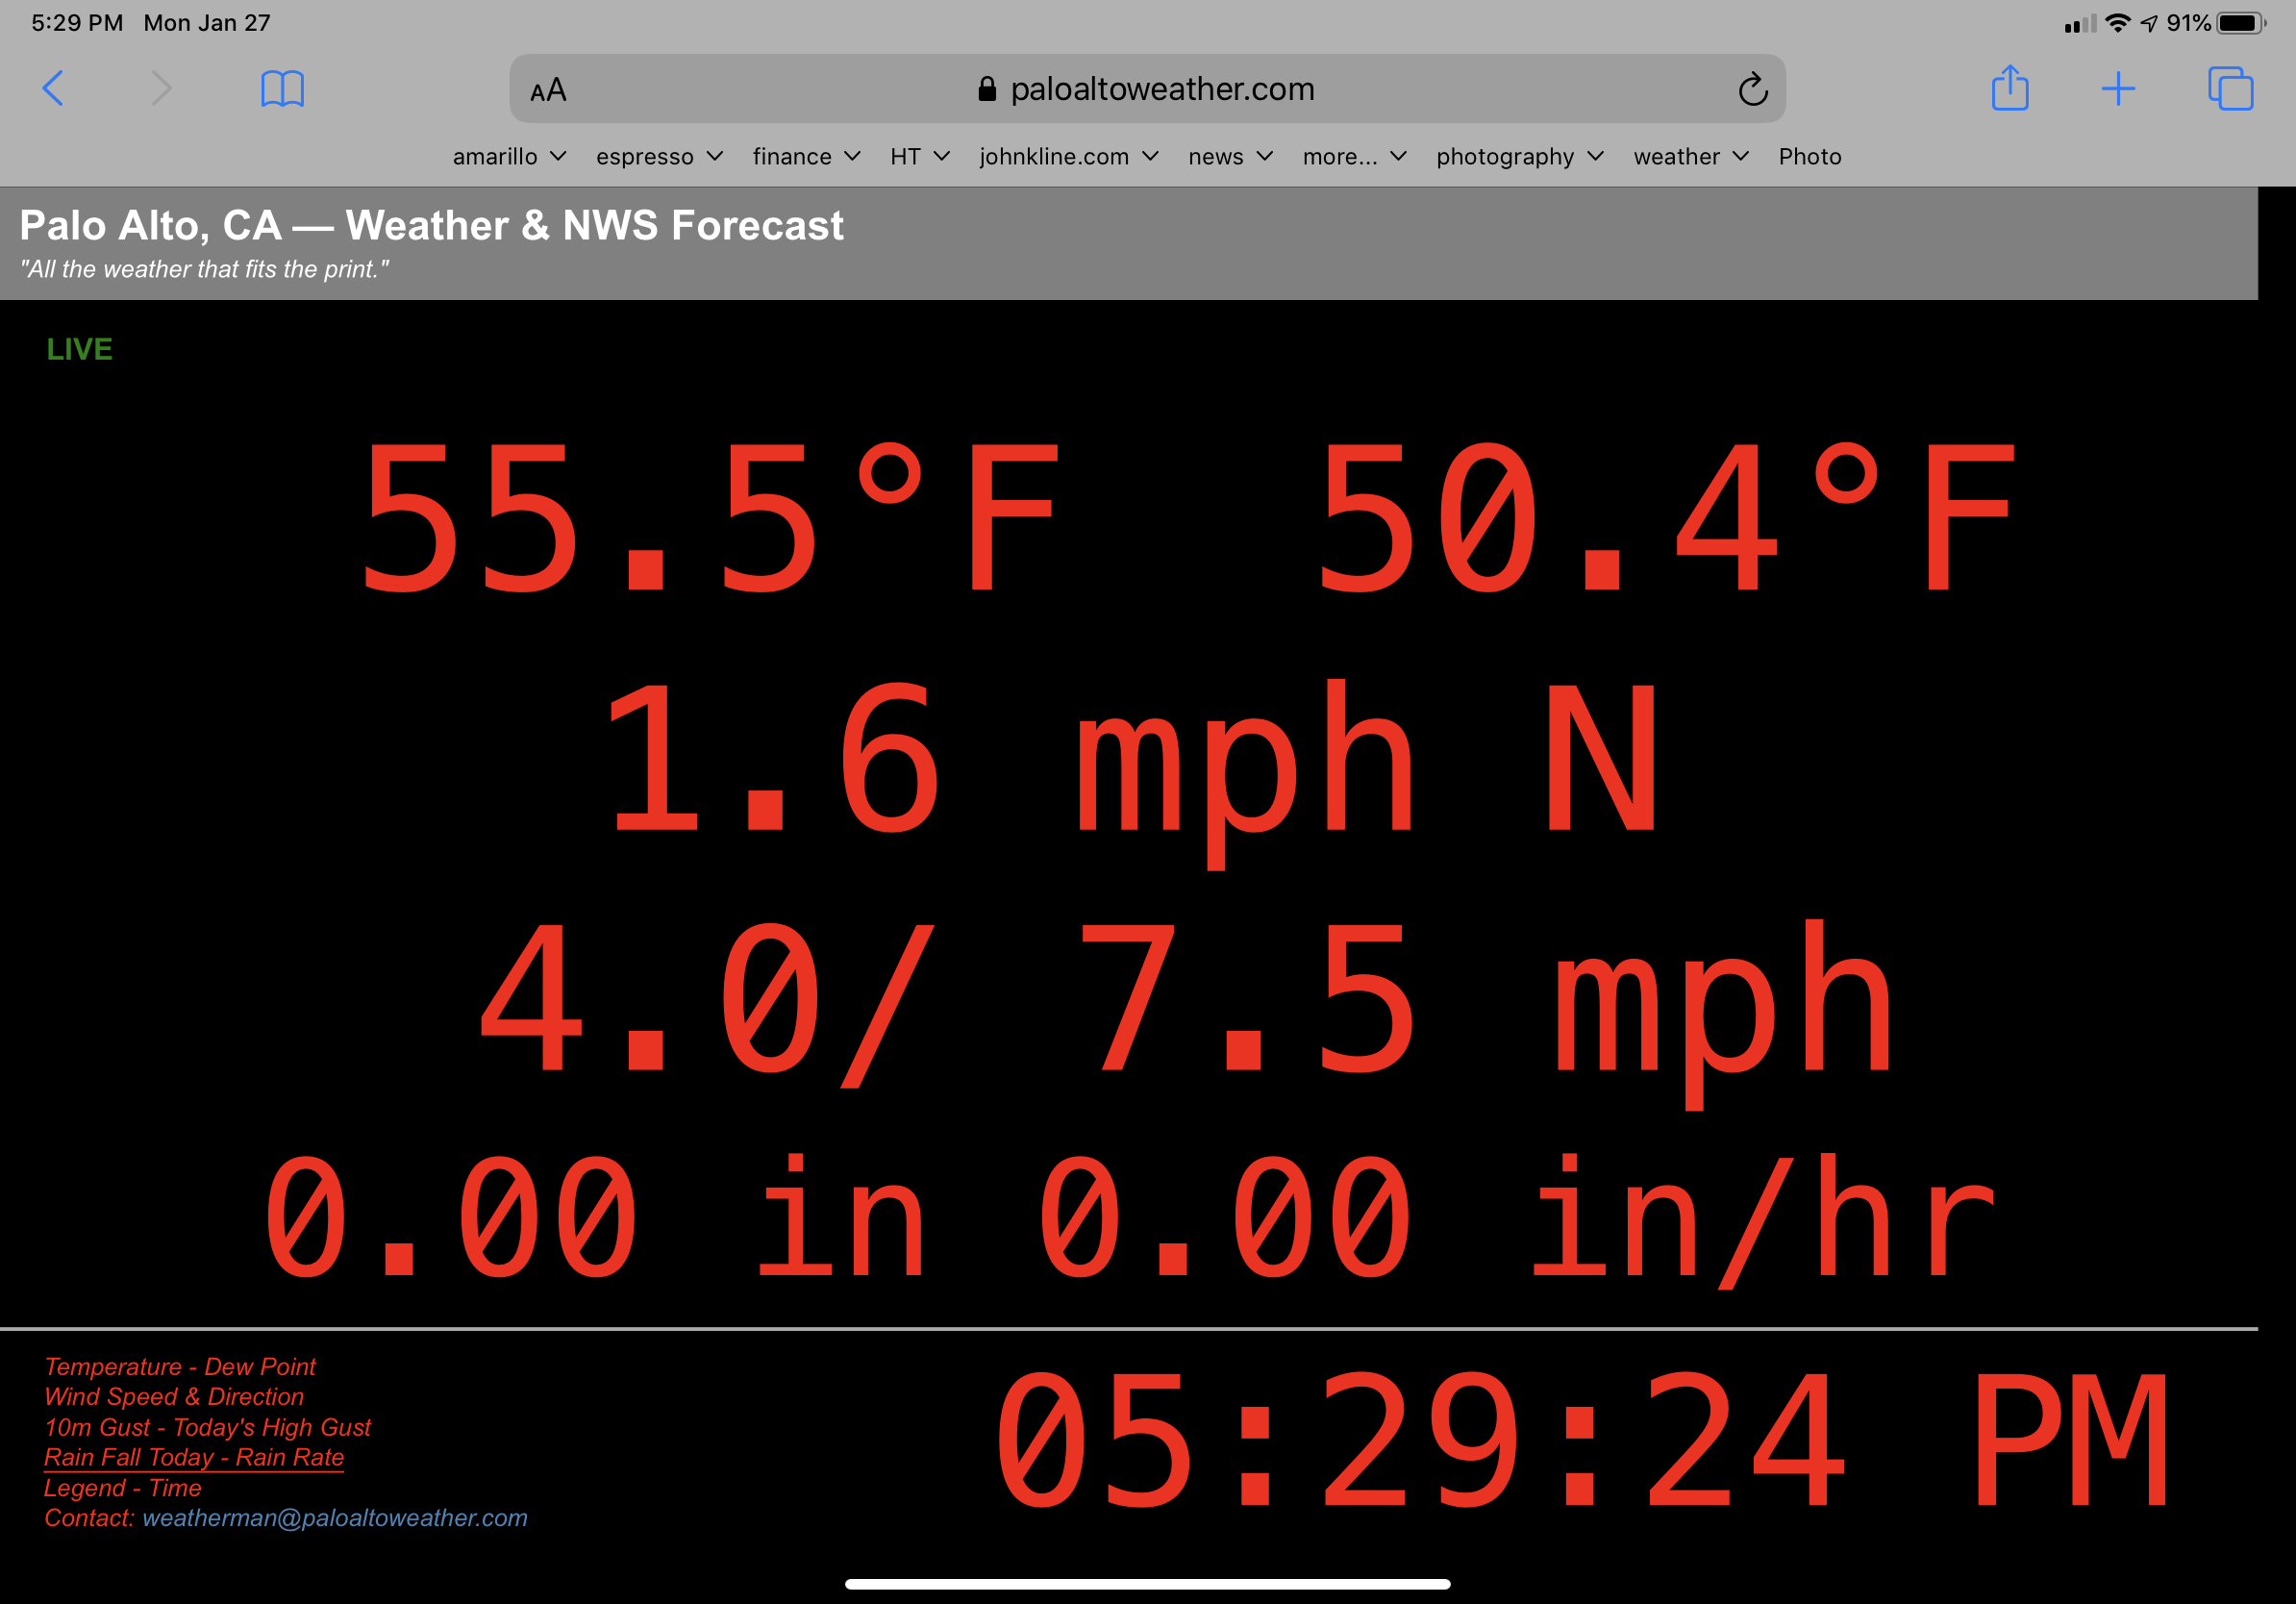 5:29 PM Mon Jan 27 91%
AA paloaltoweather.com
amarillo espresso finance HT johnkline.com news more... photography weather Photo
Palo Alto, CA — Weather & NWS Forecast
"All the weather that fits the print."
LIVE
55.5°F 50.4°F
1.6 mph N
4.0/ 7.5 mph
0.00 in 0.00 in/hr
Temperature - Dew Point
Wind Speed & Direction
10m Gust - Today's High Gust
Rain Fall Today - Rain Rate
Legend - Time
Contact: weatherman@paloaltoweather.com
05:29:24 PM